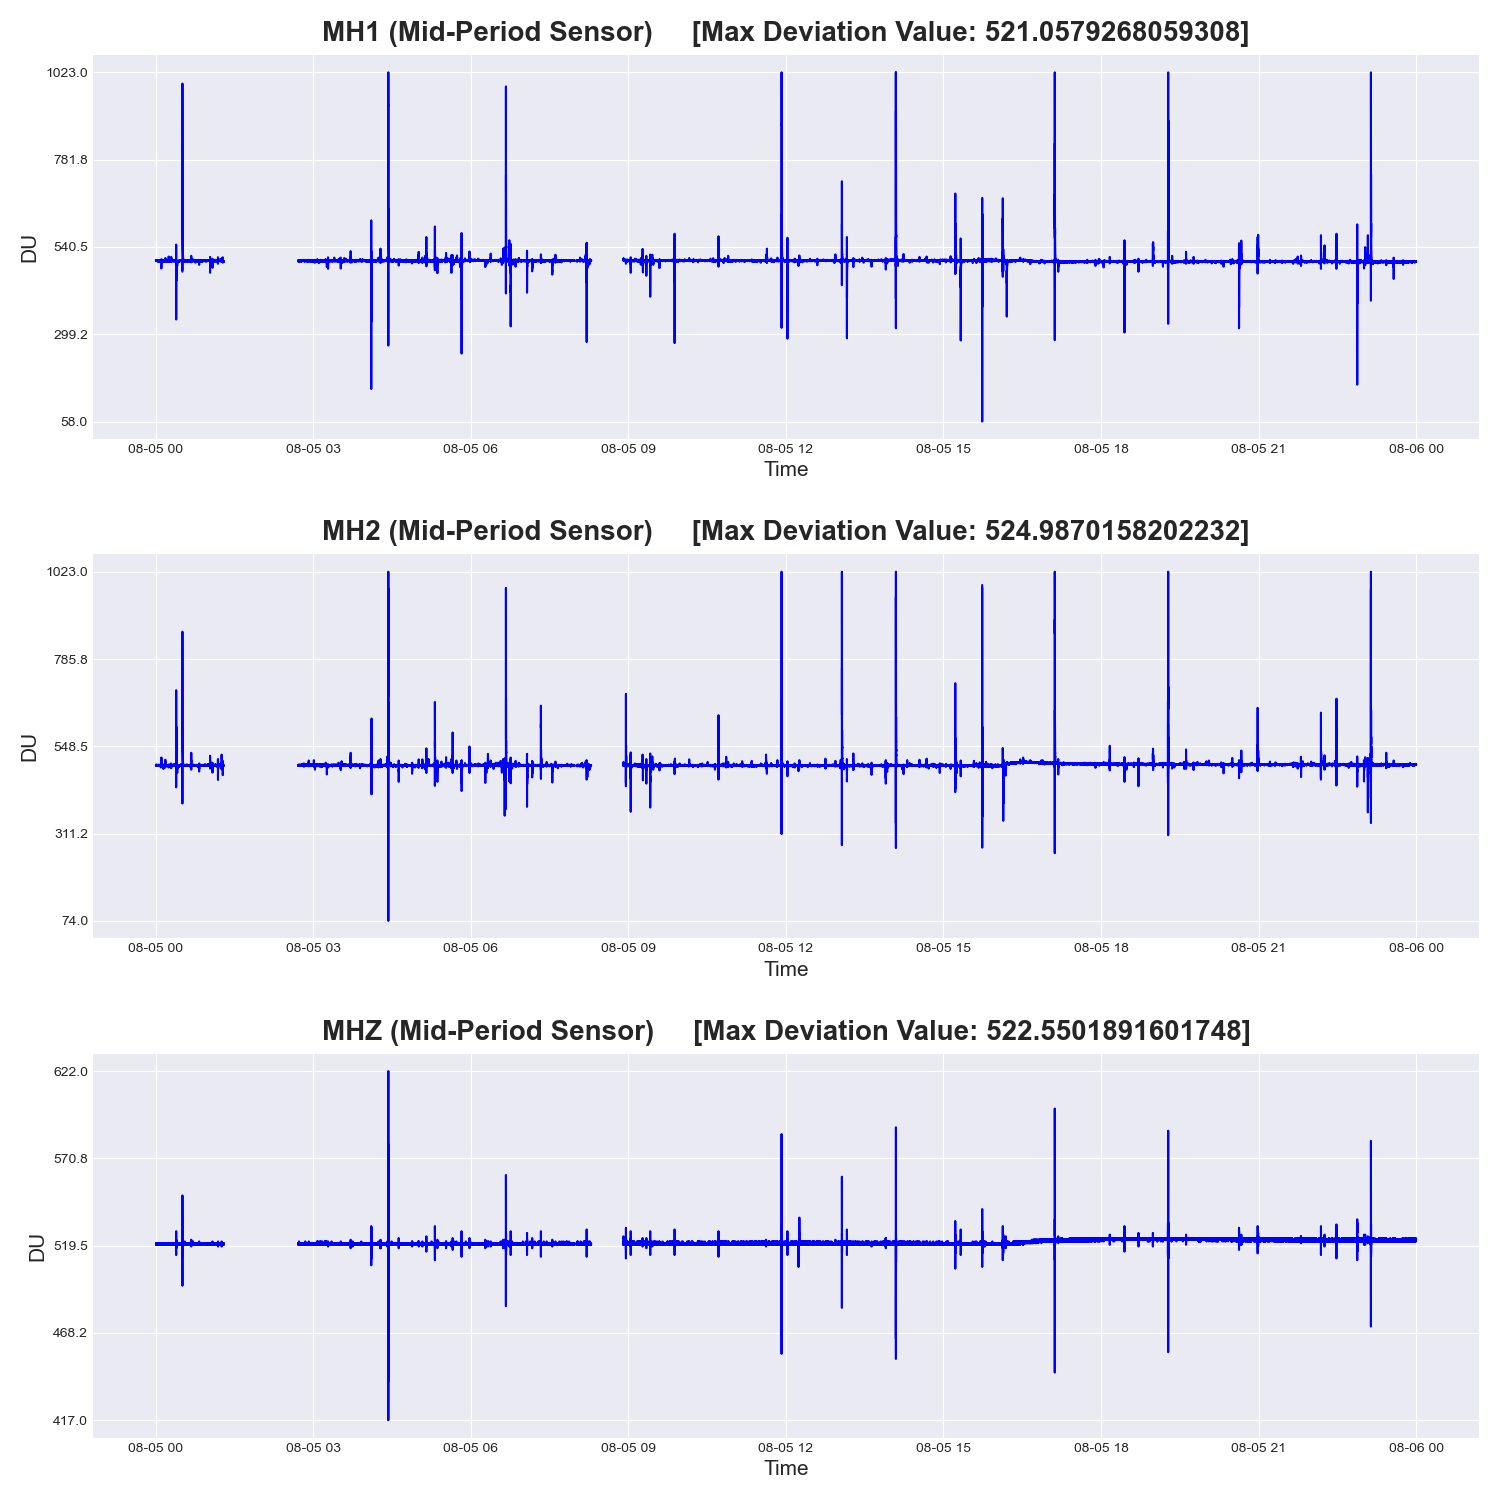 MH1 (Mid-Period Sensor) [Max Deviation Value: 521.0579268059308]
1023.0
781.8
540.5
299.2
58.0
DU
08-05 00 08-05 03 08-05 06 08-05 09 08-05 12 08-05 15 08-05 18 08-05 21 08-06 00
Time
MH2 (Mid-Period Sensor) [Max Deviation Value: 524.9870158202232]
1023.0
785.8
548.5
311.2
74.0
DU
08-05 00 08-05 03 08-05 06 08-05 09 08-05 12 08-05 15 08-05 18 08-05 21 08-06 00
Time
MHZ (Mid-Period Sensor) [Max Deviation Value: 522.5501891601748]
622.0
570.8
519.5
468.2
417.0
DU
08-05 00 08-05 03 08-05 06 08-05 09 08-05 12 08-05 15 08-05 18 08-05 21 08-06 00
Time